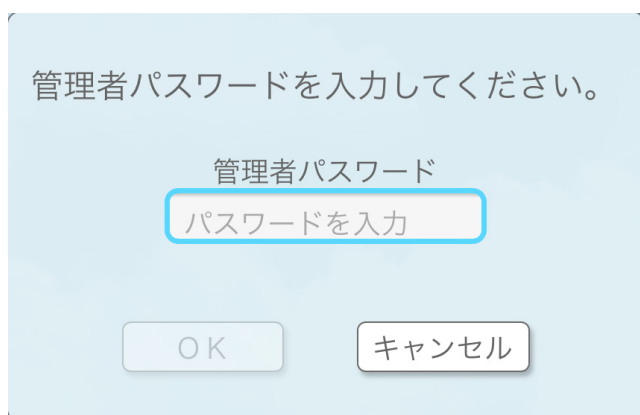 管理者パスワードを入力してください。
管理者パスワード
パスワードを入力
ＯＫ
キャンセル